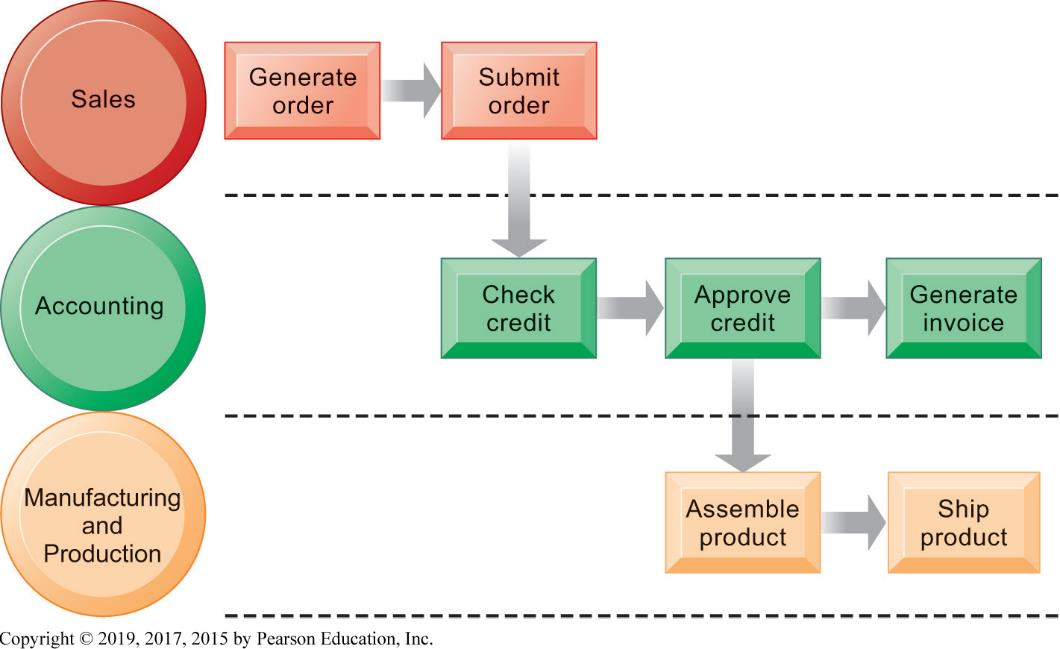 Sales
Generate
order
Submit
order
Accounting
Check
credit
Approve
credit
Generate
invoice
Manufacturing
and
Production
Assemble
product
Ship
product
Copyright © 2019, 2017, 2015 by Pearson Education, Inc.